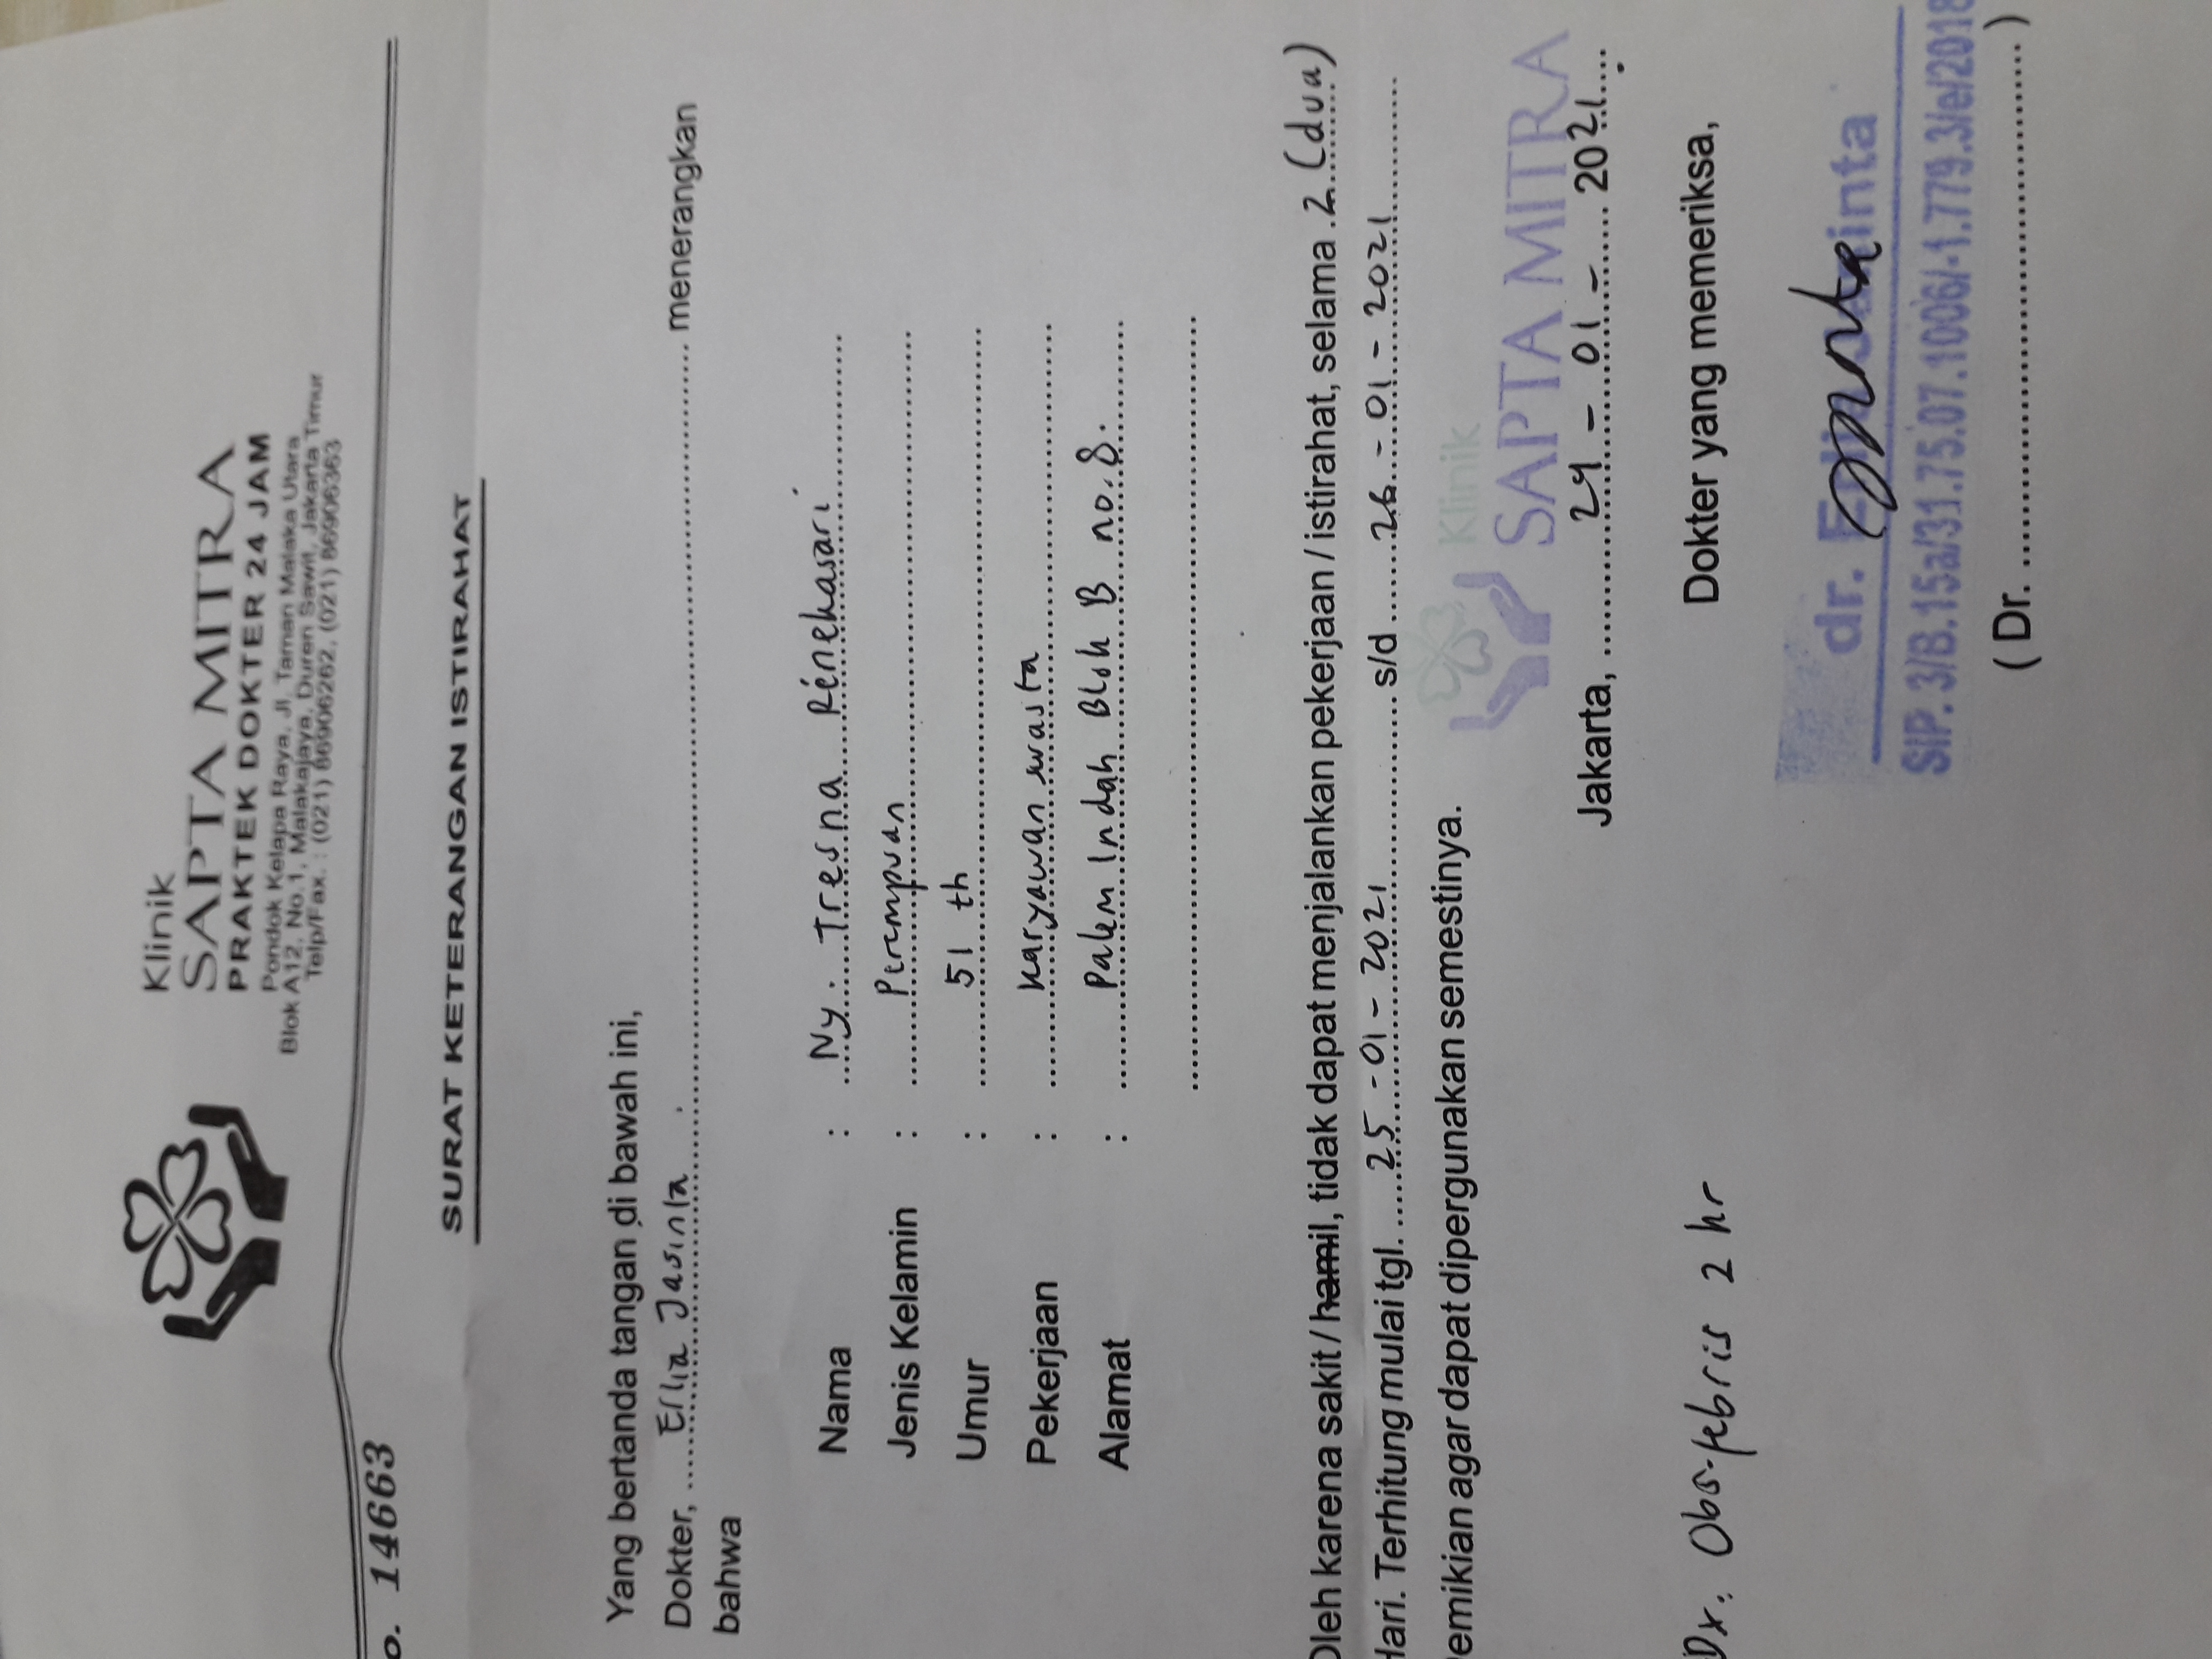 Klinik
SAPTA MITRA
PRAKTEK DOKTER 24 JAM
Pondok Kelapa Raya, Jl. Taman Malaka Utara
Blok A12, No.1, Malakajaya, Duren Sawit, Jakarta Timur
Telp/Fax. : (021) 86906262, (021) 86906363
o. 14663
SURAT KETERANGAN ISTIRAHAT
Yang bertanda tangan di bawah ini,
Dokter, Erlia Jasinta menerangkan
bahwa
Nama : Ny. Tresna Rinekasari
Jenis Kelamin : Perempuan
Umur : 51 th
Pekerjaan : Karyawan swasta
Alamat : Palem Indah Blok B no.8.
Oleh karena sakit / hamil, tidak dapat menjalankan pekerjaan / istirahat, selama 2 (dua)
Hari. Terhitung mulai tgl. 25-01-2021 s/d 26-01-2021
Demikian agar dapat dipergunakan semestinya.
Klinik
SAPTA MITRA
Jakarta, 24 - 01 - 2021
Dx. Obs. febris 2 hr
Dokter yang memeriksa,
dr. Erlia Jasinta
SIP. 3/B.15a/31.75.07.1006/-1.779.3/e/2018
( Dr. .......... )